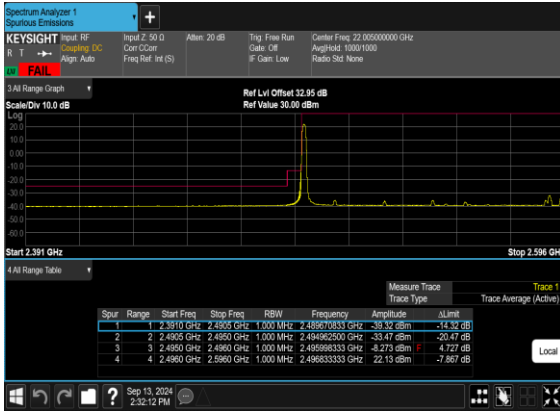 Spectrum Analyzer 1
Spurious Emissions
+
KEYSIGHT Input: RF Input Z: 50 Ω Atten: 20 dB Trig: Free Run Center Freq: 22.005000000 GHz
R T Coupling: DC Corr CCorr Gate: Off Avg|Hold: 1000/1000
Align: Auto Freq Ref: Int (S) IF Gain: Low Radio Std: None
FAIL
3 All Range Graph Ref Lvl Offset 32.95 dB
Scale/Div 10.0 dB Ref Value 30.00 dBm
Log
20.0
10.0
0.00
-10.0
-20.0
-30.0
-40.0
-50.0
-60.0
Start 2.391 GHz Stop 2.596 GHz
4 All Range Table
Measure Trace Trace 1
Trace Type Trace Average (Active)
Spur Range Start Freq Stop Freq RBW Frequency Amplitude ΔLimit
1 1 2.3910 GHz 2.4905 GHz 1.000 MHz 2.489670833 GHz -39.32 dBm -14.32 dB
2 2 2.4905 GHz 2.4950 GHz 1.000 MHz 2.494962500 GHz -33.47 dBm -20.47 dB
3 3 2.4950 GHz 2.4960 GHz 1.000 MHz 2.495998333 GHz -8.273 dBm F 4.727 dB
4 4 2.4960 GHz 2.5960 GHz 1.000 MHz 2.496833333 GHz 22.13 dBm -7.867 dB
Local
?
Sep 13, 2024
2:32:12 PM